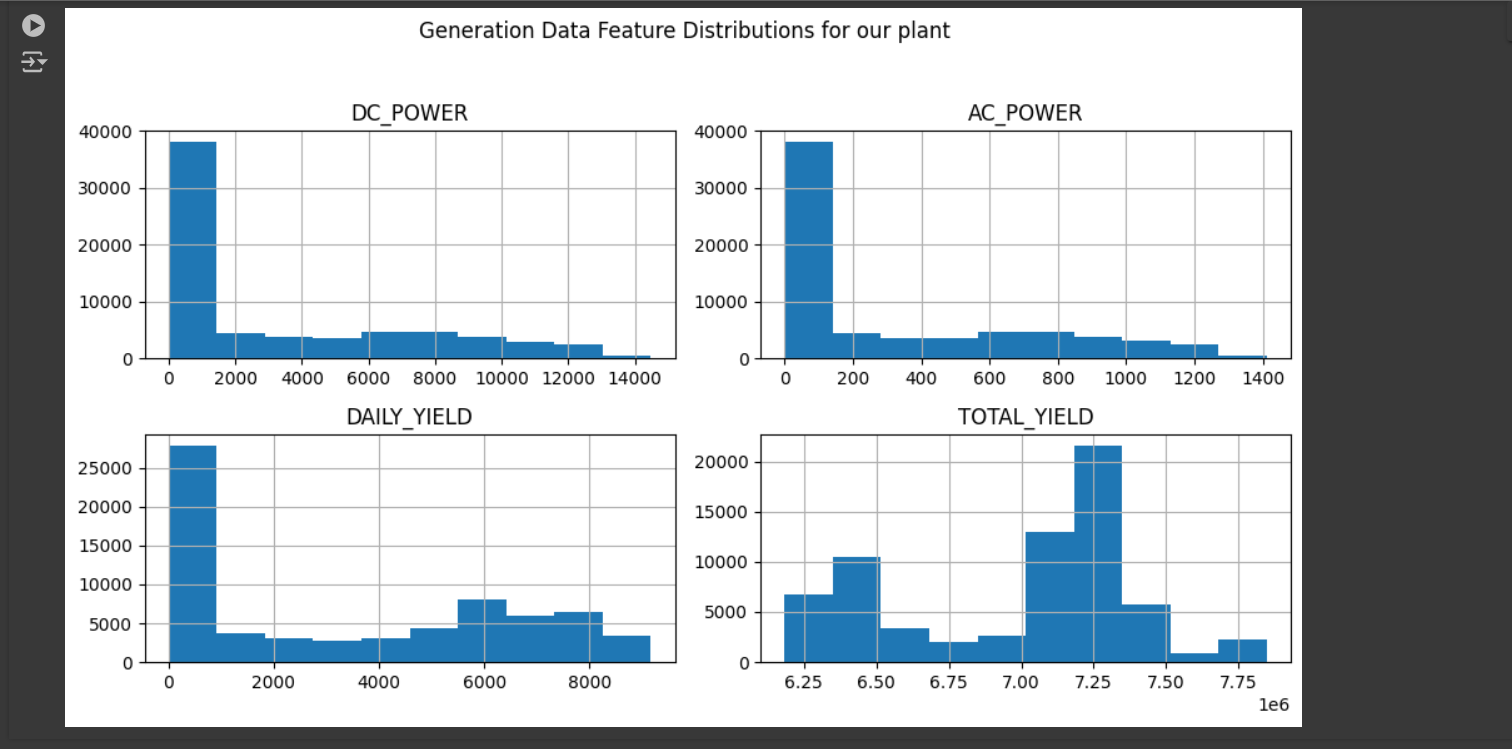 Generation Data Feature Distributions for our plant
DC_POWER
40000
30000
20000
10000
0
0 2000 4000 6000 8000 10000 12000 14000
AC_POWER
40000
30000
20000
10000
0
0 200 400 600 800 1000 1200 1400
DAILY_YIELD
25000
20000
15000
10000
5000
0
0 2000 4000 6000 8000
TOTAL_YIELD
20000
15000
10000
5000
0
6.25 6.50 6.75 7.00 7.25 7.50 7.75
1e6